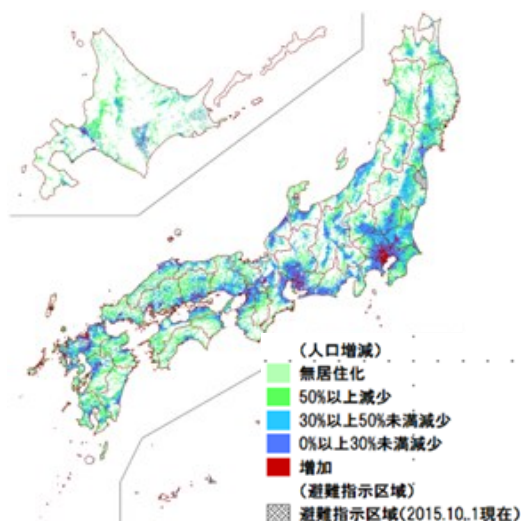 （人口増減）
無居住化
50%以上減少
30%以上50%未満減少
0%以上30%未満減少
増加
（避難指示区域）
避難指示区域(2015.10,.1現在)